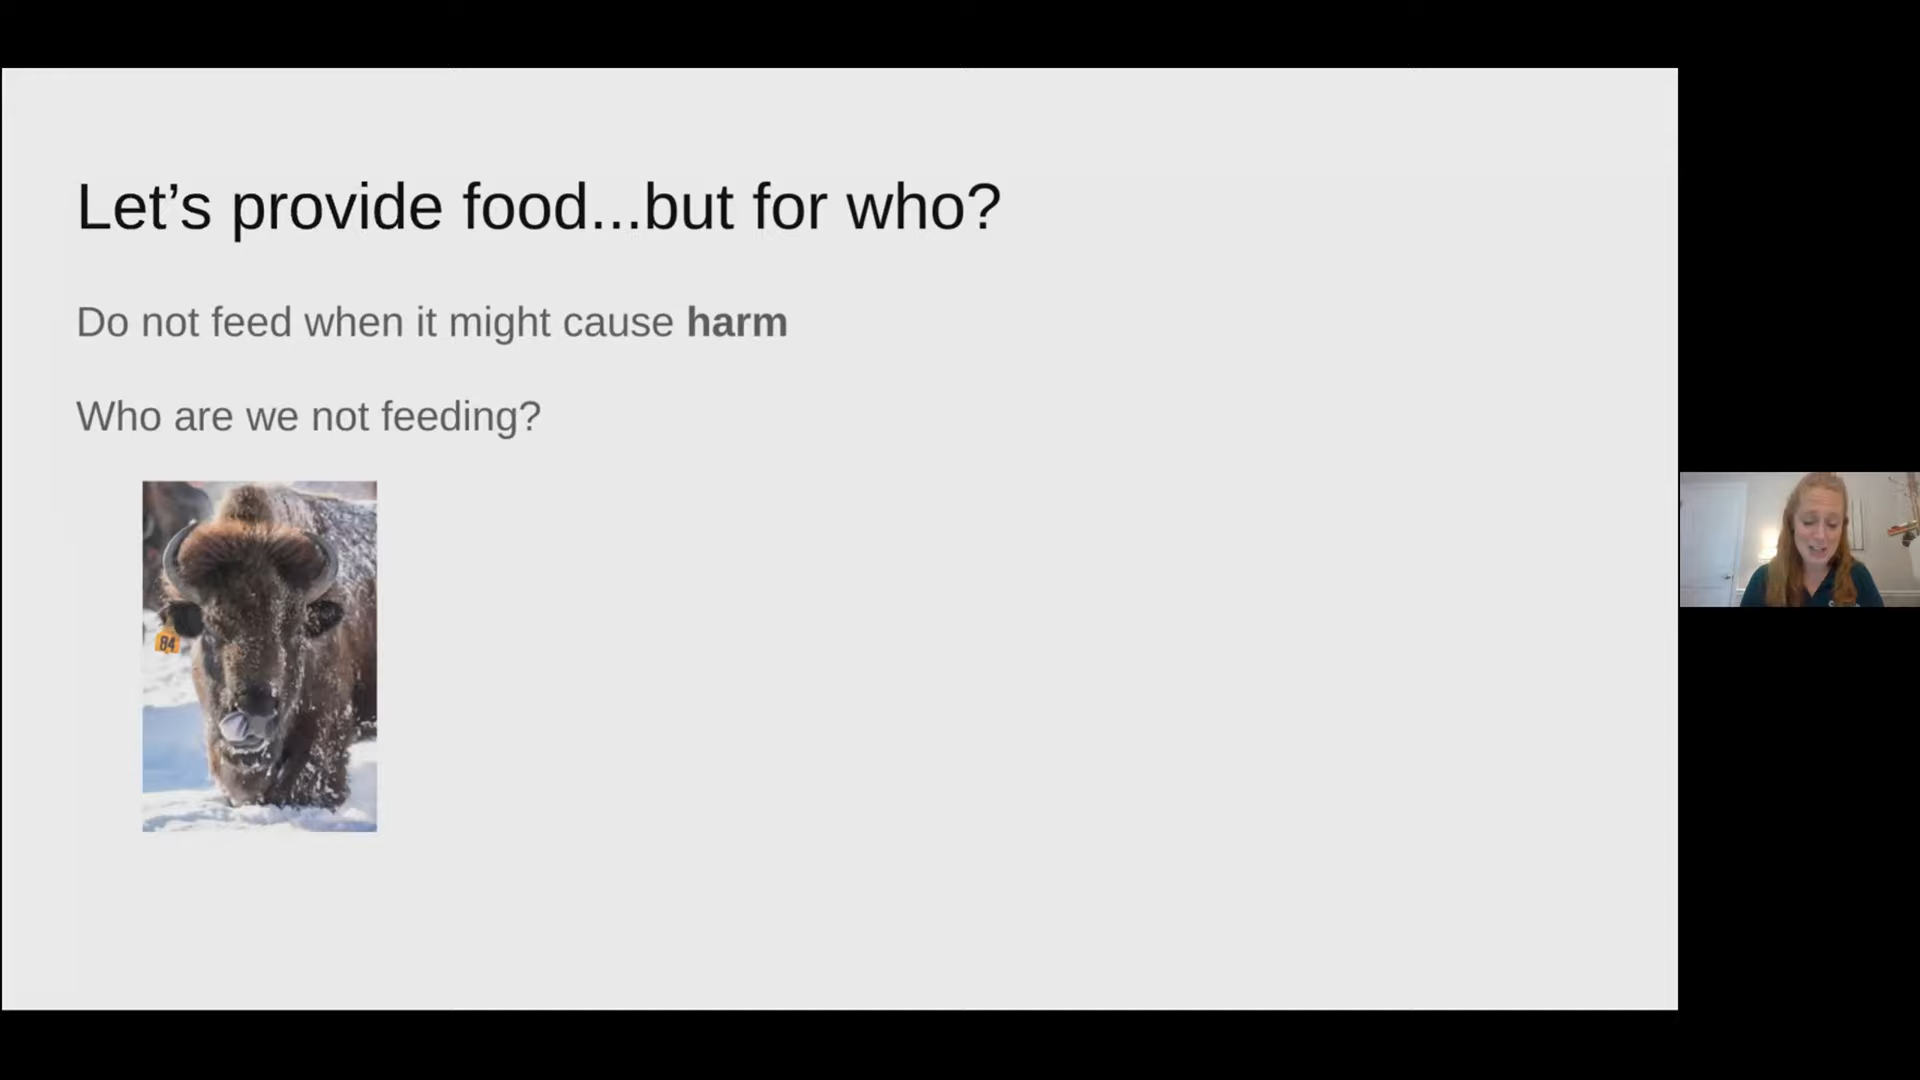 Let’s provide food...but for who?
Do not feed when it might cause harm
Who are we not feeding?
84